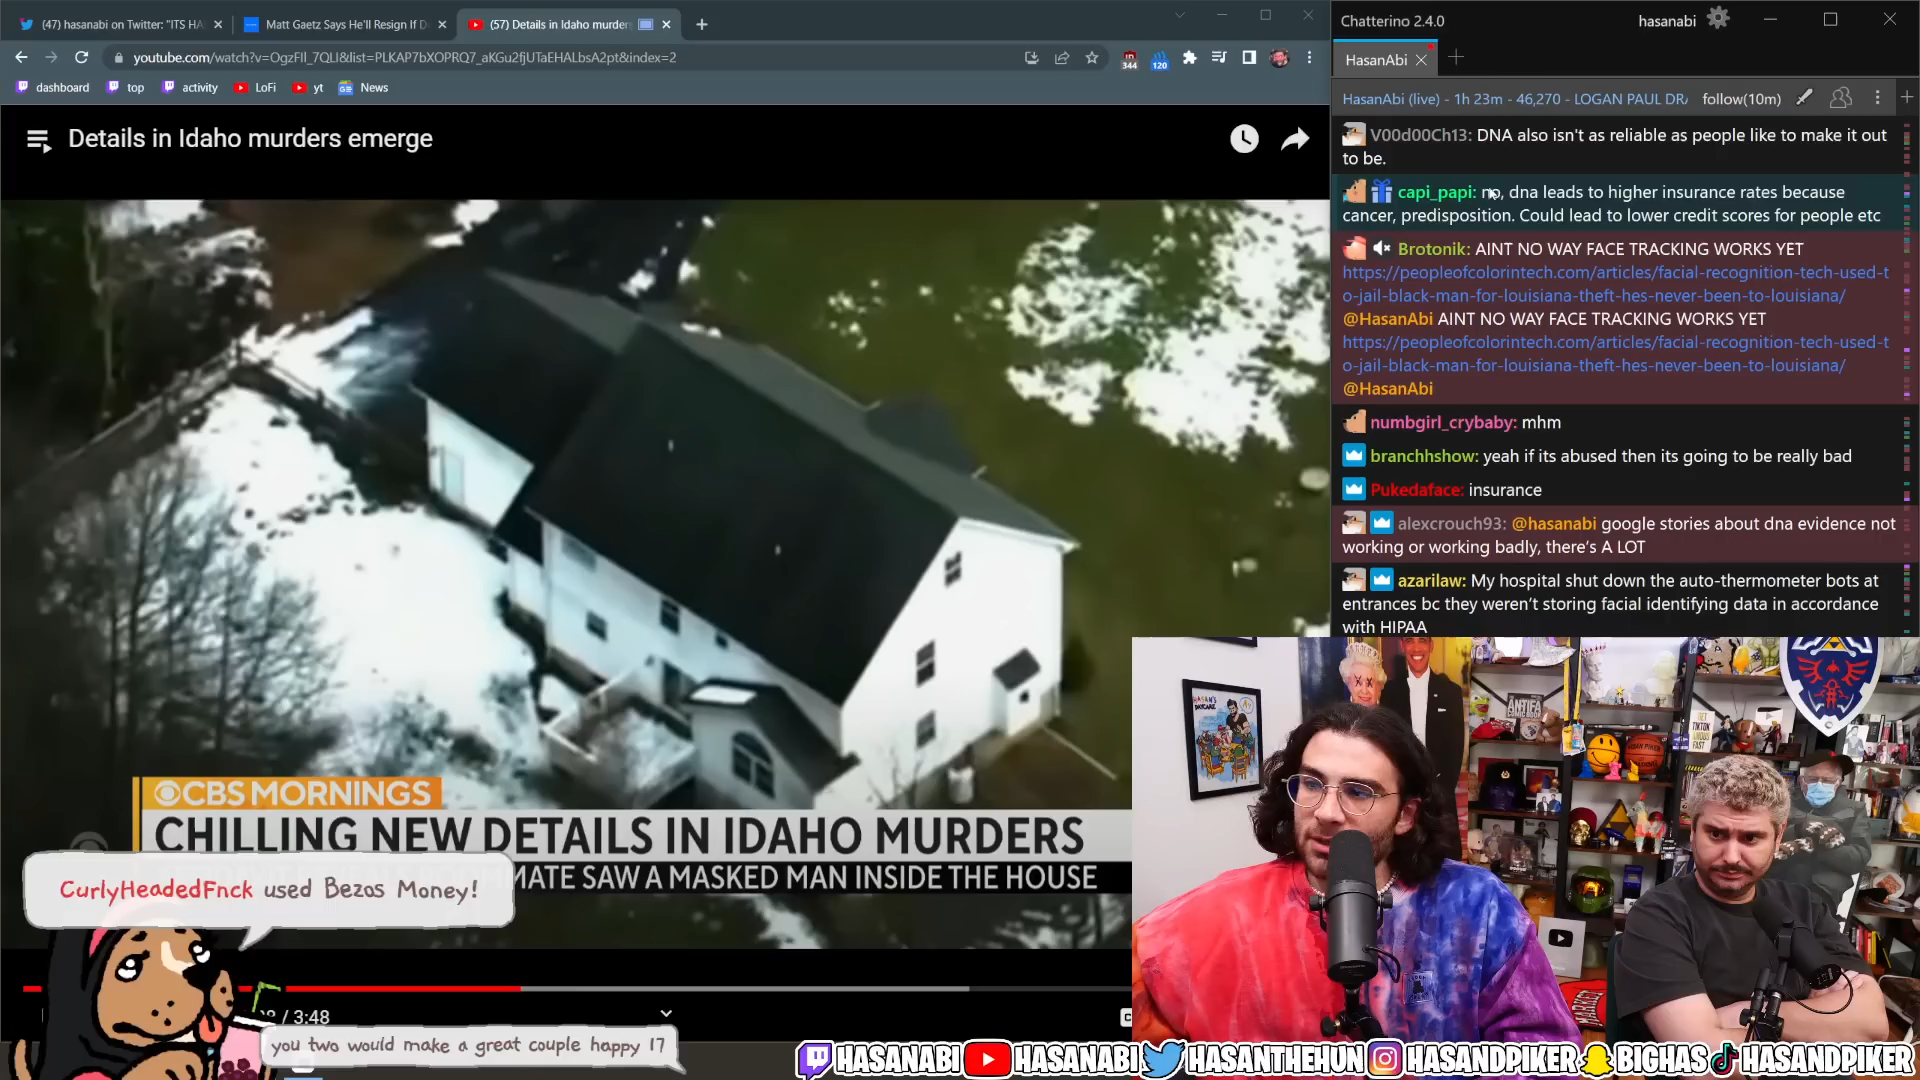 (47) hasanabi on Twitter: "ITS HA
Matt Gaetz Says He'll Resign If D
(57) Details in Idaho murders
youtube.com/watch?v=OgzFIl_7QLI&list=PLKAP7bXOPRQ7_aKGu2fjUTaEHALbsA2pt&index=2
344
120
dashboard
top
activity
LoFi
yt
News
Details in Idaho murders emerge
CBS MORNINGS
CHILLING NEW DETAILS IN IDAHO MURDERS
MATE SAW A MASKED MAN INSIDE THE HOUSE
CurlyHeadedFnck used Bezos Money!
/ 3:48
you two would make a great couple happy 17
Chatterino 2.4.0
hasanabi
HasanAbi
HasanAbi (live) - 1h 23m - 46,270 - LOGAN PAUL DRA
follow(10m)
V00d00Ch13: DNA also isn't as reliable as people like to make it out
to be.
capi_papi: no, dna leads to higher insurance rates because
cancer, predisposition. Could lead to lower credit scores for people etc
Brotonik: AINT NO WAY FACE TRACKING WORKS YET
https://peopleofcolorintech.com/articles/facial-recognition-tech-used-t
o-jail-black-man-for-louisiana-theft-hes-never-been-to-louisiana/
@HasanAbi AINT NO WAY FACE TRACKING WORKS YET
https://peopleofcolorintech.com/articles/facial-recognition-tech-used-t
o-jail-black-man-for-louisiana-theft-hes-never-been-to-louisiana/
@HasanAbi
numbgirl_crybaby: mhm
branchhshow: yeah if its abused then its going to be really bad
Pukedaface: insurance
alexcrouch93: @hasanabi google stories about dna evidence not
working or working badly, there's A LOT
azarilaw: My hospital shut down the auto-thermometer bots at
entrances bc they weren't storing facial identifying data in accordance
with HIPAA
ANTIFA
COMIC BOOK
HASANABI
HASANABI
HASANTHEHUN
HASANDPIKER
BIGHAS
HASANDPIKER